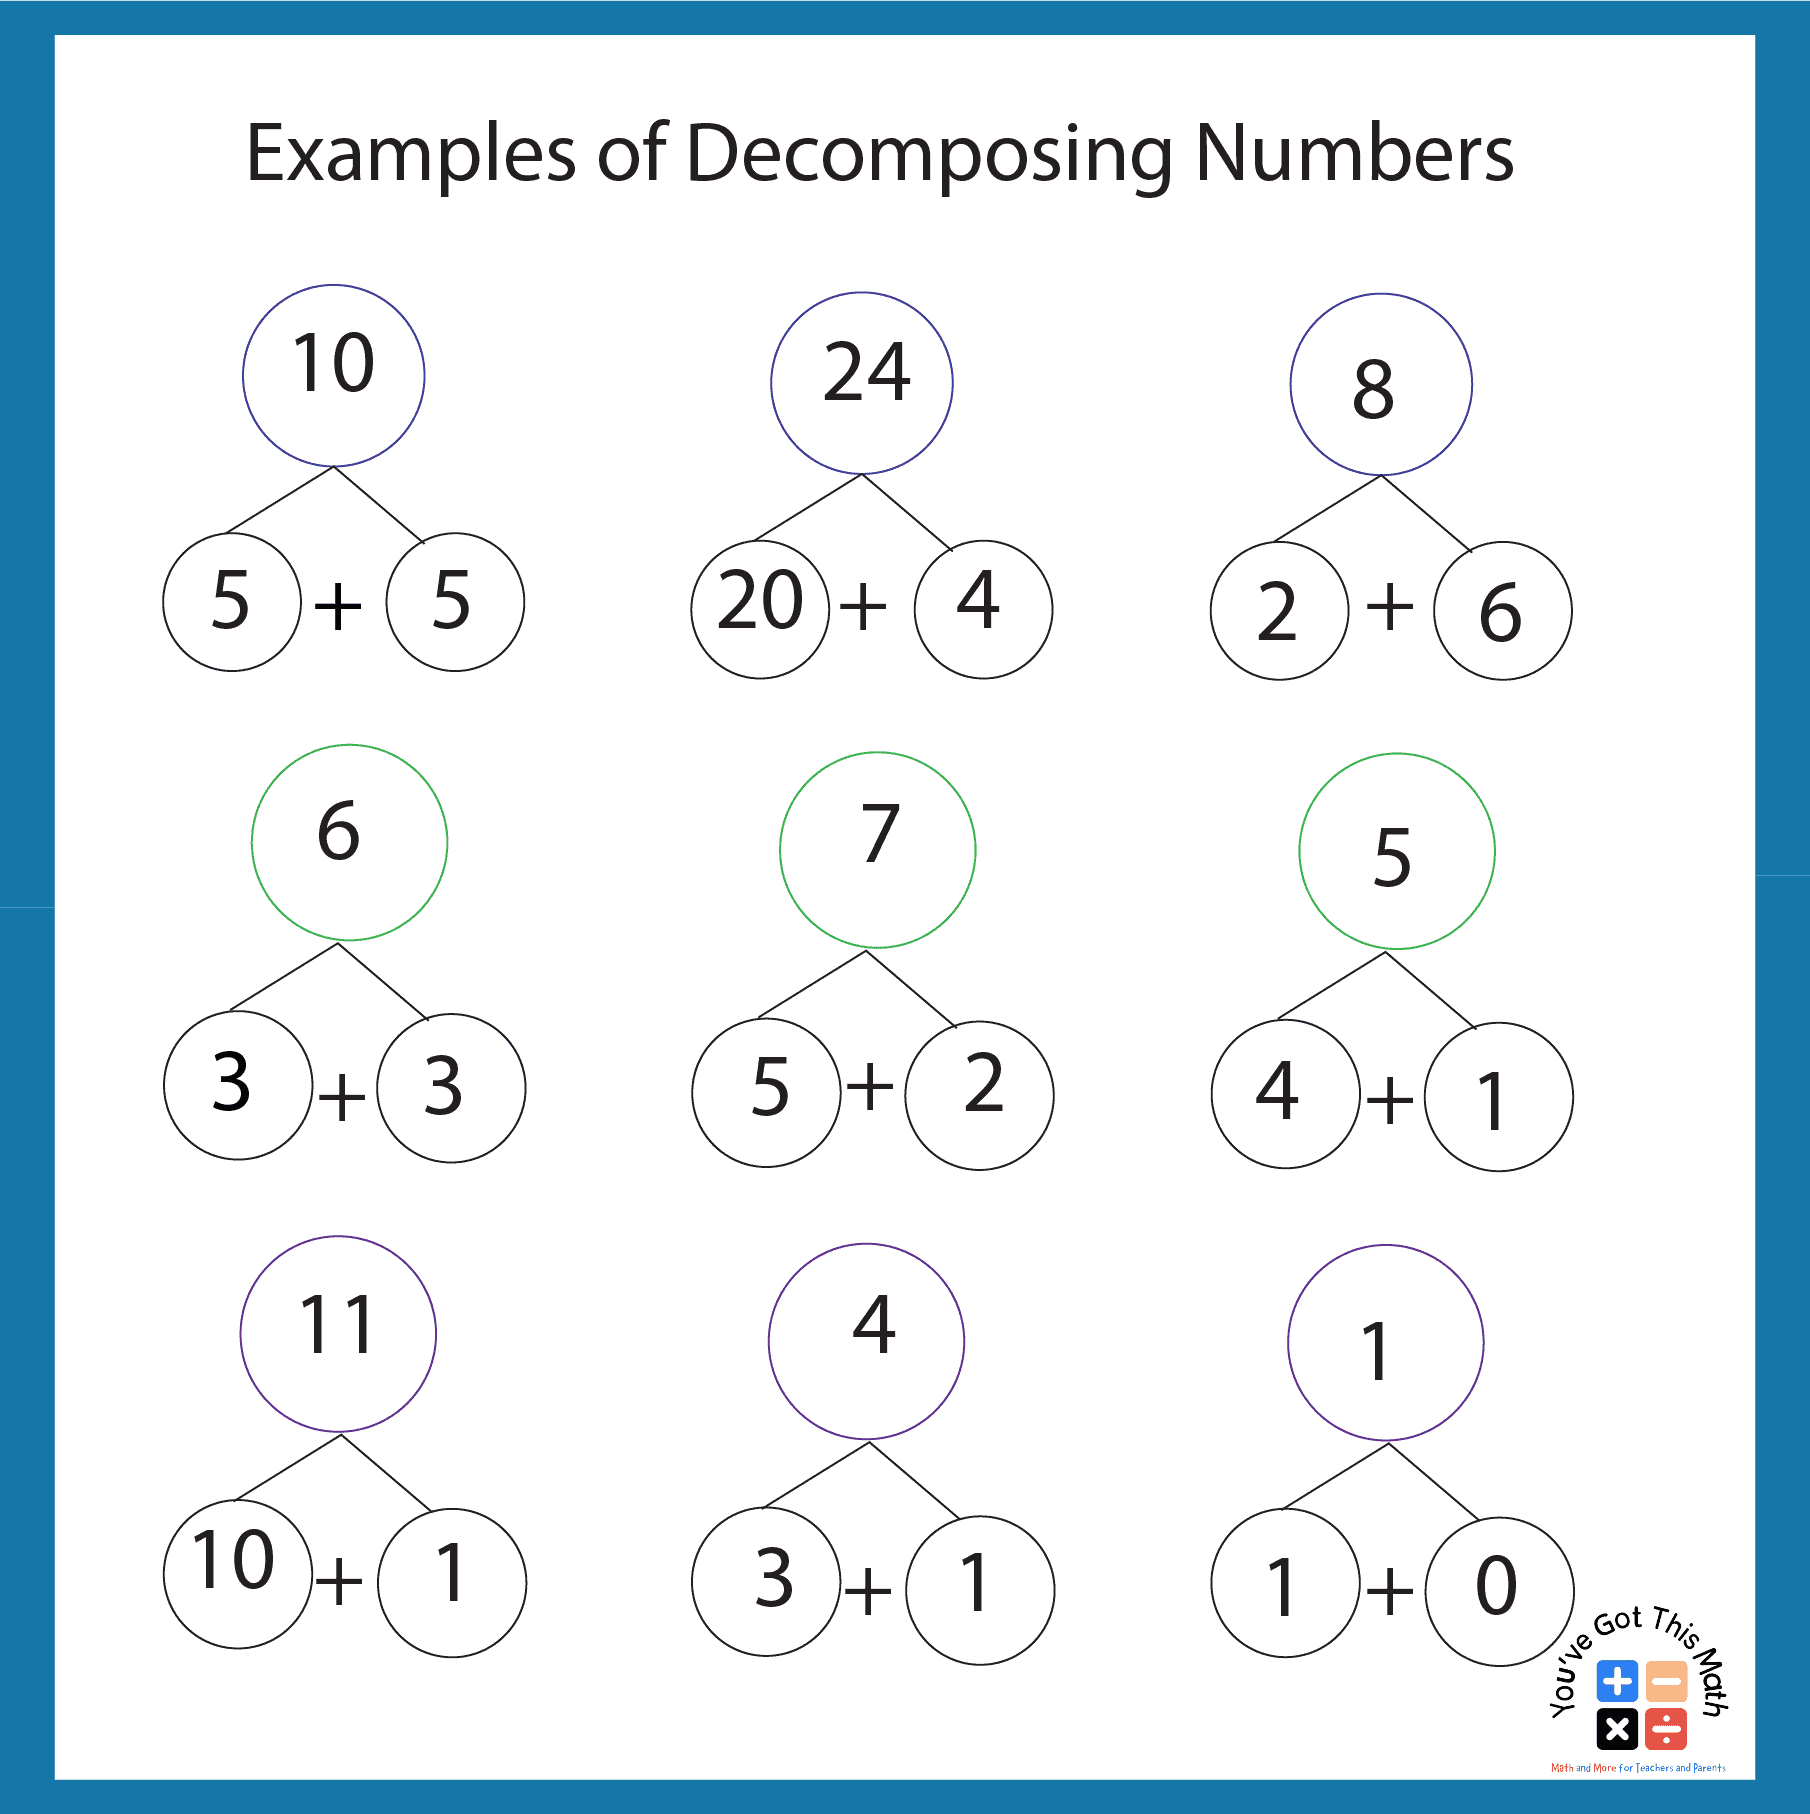 Examples of Decomposing Numbers
10 24 8
5 + 5 20 + 4 2 + 6
6 7 5
3 + 3 5 + 2 4 + 1
11 4 1
10 + 1 3 + 1 1 + 0
You've Got This Math
+ −
× ÷
Math and More for Teachers and Parents